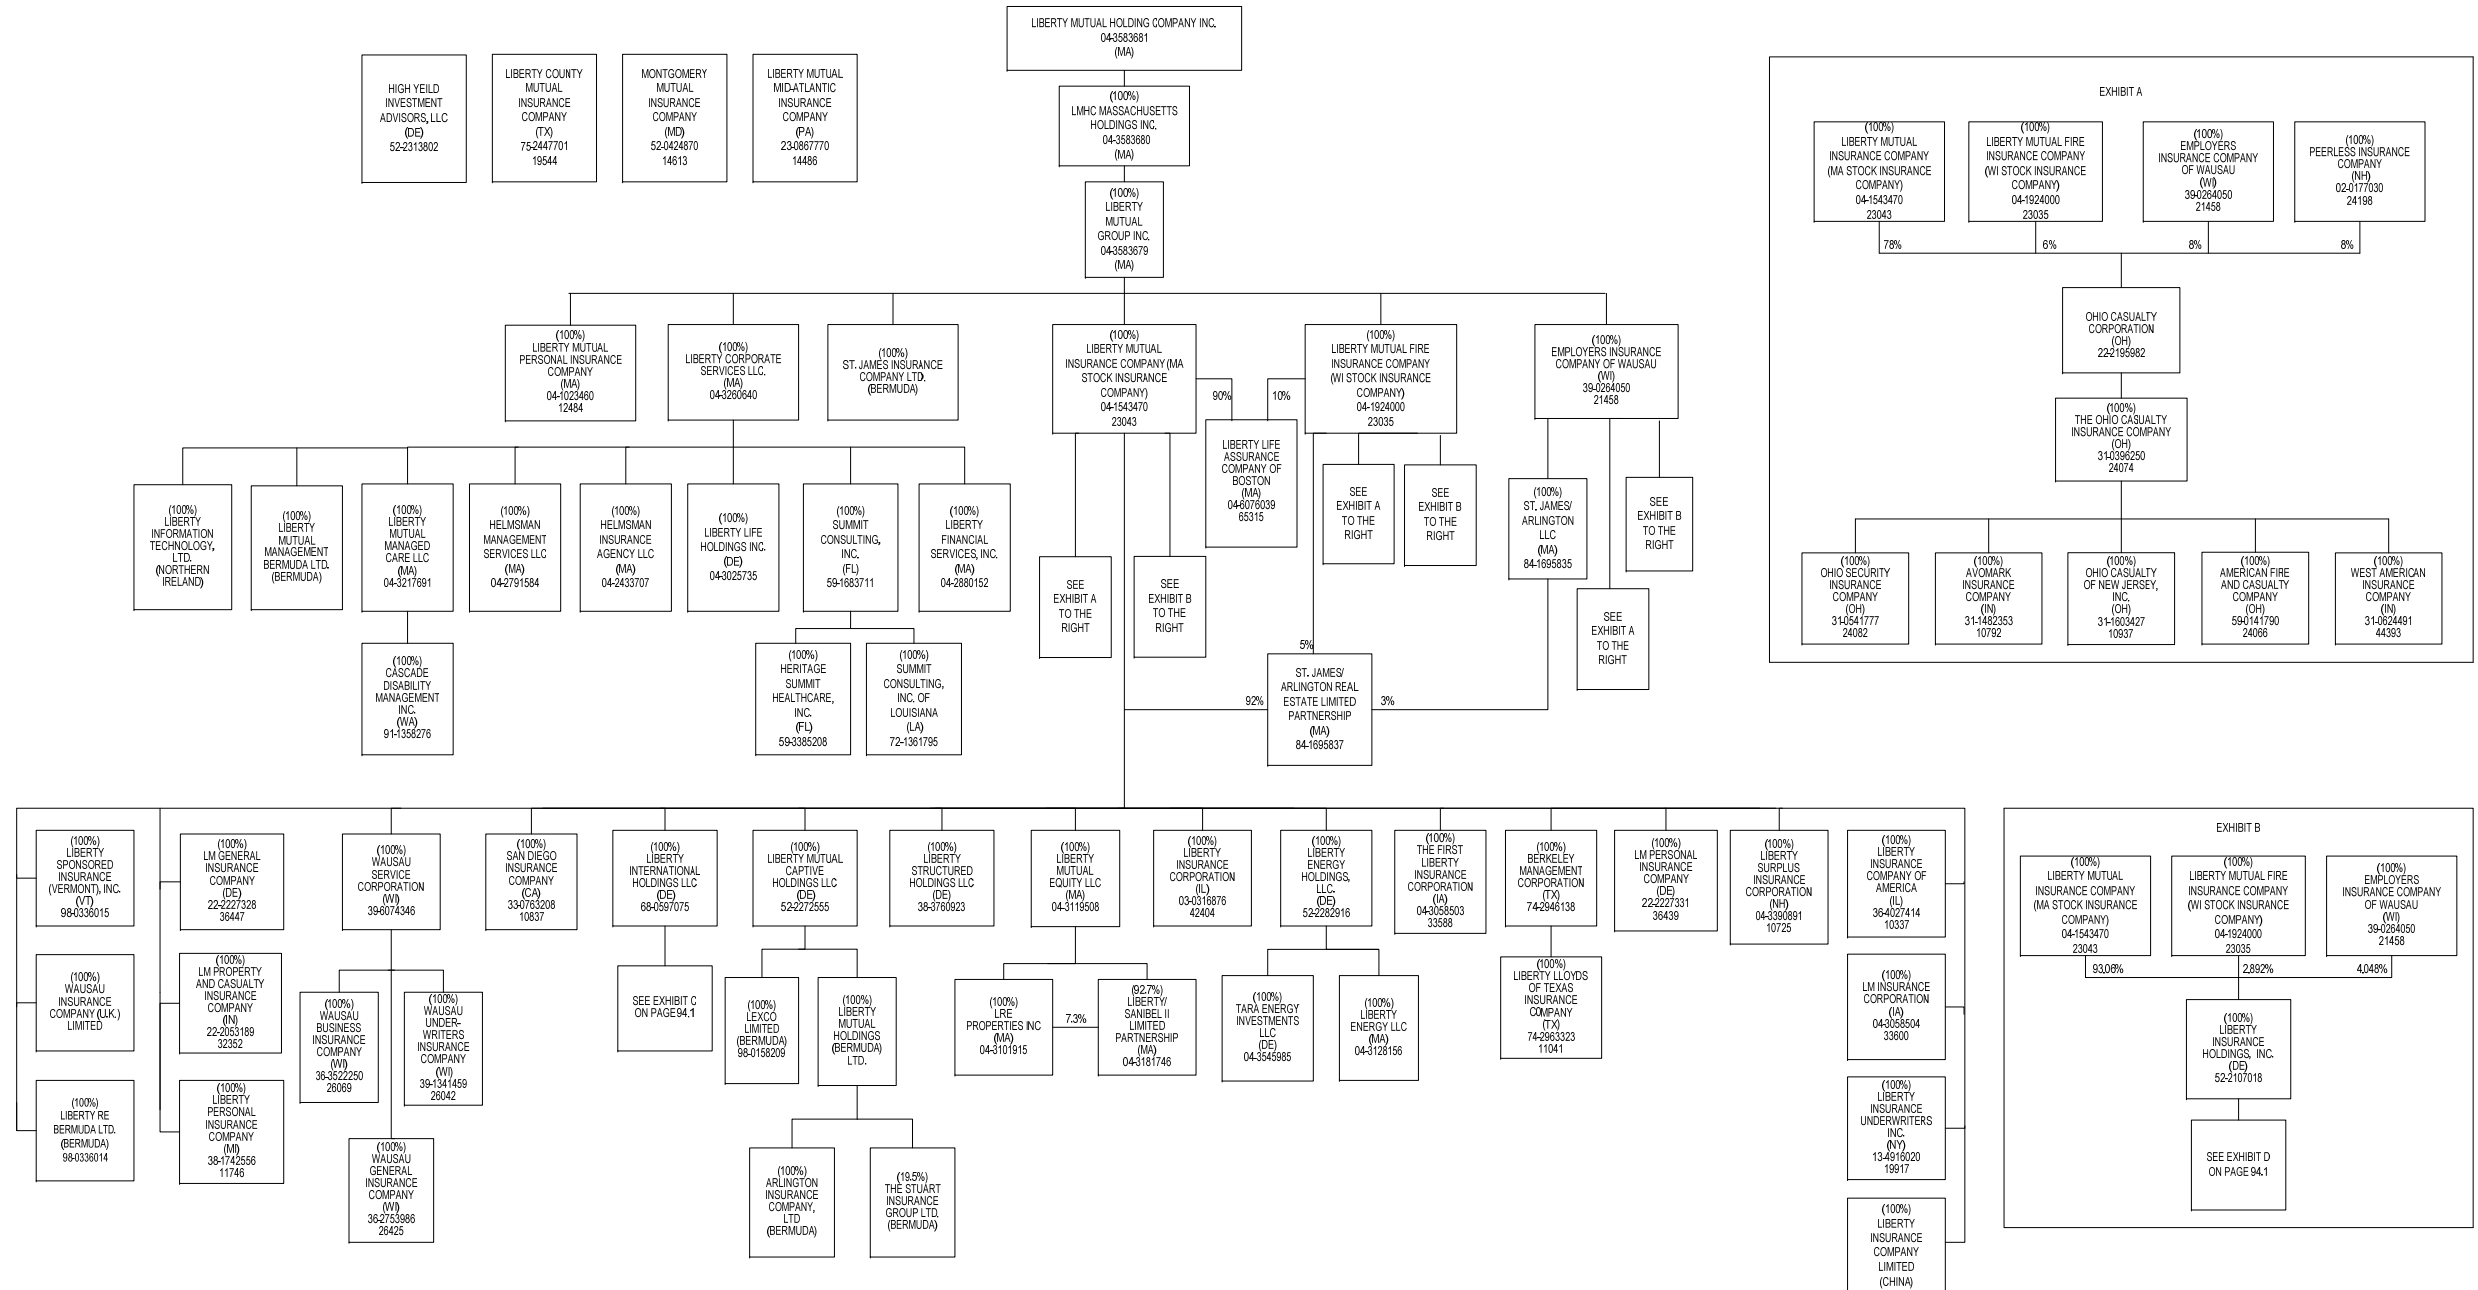 LIBERTY MUTUAL HOLDING COMPANY INC.
04-3583681
(MA)
HIGH YEILD
INVESTMENT
ADVISORS, LLC
(DE)
52-2313802
LIBERTY COUNTY
MUTUAL
INSURANCE
COMPANY
(TX)
75-2447701
19544
MONTGOMERY
MUTUAL
INSURANCE
COMPANY
(MD)
52-0424870
14613
LIBERTY MUTUAL
MID-ATLANTIC
INSURANCE
COMPANY
(PA)
23-0867770
14486
(100%)
LMHC MASSACHUSETTS
HOLDINGS INC.
04-3583680
(MA)
(100%)
LIBERTY
MUTUAL
GROUP INC.
04-3583679
(MA)
(100%)
LIBERTY MUTUAL
PERSONAL INSURANCE
COMPANY
(MA)
04-1023460
12484
(100%)
LIBERTY CORPORATE
SERVICES LLC.
(MA)
04-3260640
(100%)
ST. JAMES INSURANCE
COMPANY LTD.
(BERMUDA)
(100%)
LIBERTY MUTUAL
INSURANCE COMPANY (MA
STOCK INSURANCE
COMPANY)
04-1543470
23043
90%
10%
(100%)
LIBERTY MUTUAL FIRE
INSURANCE COMPANY
(WI STOCK INSURANCE
COMPANY)
04-1924000
23035
(100%)
EMPLOYERS INSURANCE
COMPANY OF WAUSAU
(WI)
39-0264050
21458
LIBERTY LIFE
ASSURANCE
COMPANY OF
BOSTON
(MA)
04-6076039
65315
SEE
EXHIBIT A
TO THE
RIGHT
SEE
EXHIBIT B
TO THE
RIGHT
(100%)
ST. JAMES/
ARLINGTON
LLC
(MA)
84-1695835
SEE
EXHIBIT B
TO THE
RIGHT
(100%)
LIBERTY
INFORMATION
TECHNOLOGY,
LTD.
(NORTHERN
IRELAND)
(100%)
LIBERTY
MUTUAL
MANAGEMENT
BERMUDA LTD.
(BERMUDA)
(100%)
LIBERTY
MUTUAL
MANAGED
CARE LLC
(MA)
04-3217691
(100%)
HELMSMAN
MANAGEMENT
SERVICES LLC
(MA)
04-2791584
(100%)
HELMSMAN
INSURANCE
AGENCY LLC
(MA)
04-2433707
(100%)
LIBERTY LIFE
HOLDINGS INC.
(DE)
04-3025735
(100%)
SUMMIT
CONSULTING,
INC.
(FL)
59-1683711
(100%)
LIBERTY
FINANCIAL
SERVICES, INC.
(MA)
04-2880152
SEE
EXHIBIT A
TO THE
RIGHT
SEE
EXHIBIT B
TO THE
RIGHT
SEE
EXHIBIT A
TO THE
RIGHT
(100%)
CASCADE
DISABILITY
MANAGEMENT
INC.
(WA)
91-1358276
(100%)
HERITAGE
SUMMIT
HEALTHCARE,
INC.
(FL)
59-3385208
(100%)
SUMMIT
CONSULTING,
INC. OF
LOUISIANA
(LA)
72-1361795
5%
92%
ST. JAMES/
ARLINGTON REAL
ESTATE LIMITED
PARTNERSHIP
(MA)
84-1695837
3%
EXHIBIT A
(100%)
LIBERTY MUTUAL
INSURANCE COMPANY
(MA STOCK INSURANCE
COMPANY)
04-1543470
23043
(100%)
LIBERTY MUTUAL FIRE
INSURANCE COMPANY
(WI STOCK INSURANCE
COMPANY)
04-1924000
23035
(100%)
EMPLOYERS
INSURANCE COMPANY
OF WAUSAU
(WI)
39-0264050
21458
(100%)
PEERLESS INSURANCE
COMPANY
(NH)
02-0177030
24198
78%
6%
8%
8%
OHIO CASUALTY
CORPORATION
(OH)
22-2195982
(100%)
THE OHIO CASUALTY
INSURANCE COMPANY
(OH)
31-0396250
24074
(100%)
OHIO SECURITY
INSURANCE
COMPANY
(OH)
31-0541777
24082
(100%)
AVOMARK
INSURANCE
COMPANY
(IN)
31-1482353
10792
(100%)
OHIO CASUALTY
OF NEW JERSEY,
INC.
(OH)
31-1603427
10937
(100%)
AMERICAN FIRE
AND CASUALTY
COMPANY
(OH)
59-0141790
24066
(100%)
WEST AMERICAN
INSURANCE
COMPANY
(IN)
31-0624491
44393
(100%)
LIBERTY
SPONSORED
INSURANCE
(VERMONT), INC.
(VT)
98-0336015
(100%)
LM GENERAL
INSURANCE
COMPANY
(DE)
22-2227328
36447
(100%)
WAUSAU
SERVICE
CORPORATION
(WI)
39-6074346
(100%)
SAN DIEGO
INSURANCE
COMPANY
(CA)
33-0763208
10837
(100%)
LIBERTY
INTERNATIONAL
HOLDINGS LLC
(DE)
68-0597075
(100%)
LIBERTY MUTUAL
CAPTIVE
HOLDINGS LLC
(DE)
52-2272555
(100%)
LIBERTY
STRUCTURED
HOLDINGS LLC
(DE)
38-3760923
(100%)
LIBERTY
MUTUAL
EQUITY LLC
(MA)
04-3119508
(100%)
LIBERTY
INSURANCE
CORPORATION
(IL)
03-0316876
42404
(100%)
LIBERTY
ENERGY
HOLDINGS,
LLC.
(DE)
52-2282916
(100%)
THE FIRST
LIBERTY
INSURANCE
CORPORATION
(IA)
04-3058503
33588
(100%)
BERKELEY
MANAGEMENT
CORPORATION
(TX)
74-2946138
(100%)
LM PERSONAL
INSURANCE
COMPANY
(DE)
22-2227331
36439
(100%)
LIBERTY
SURPLUS
INSURANCE
CORPORATION
(NH)
04-3390891
10725
(100%)
LIBERTY
INSURANCE
COMPANY OF
AMERICA
(IL)
36-4027414
10337
(100%)
WAUSAU
INSURANCE
COMPANY (U.K.)
LIMITED
(100%)
LM PROPERTY
AND CASUALTY
INSURANCE
COMPANY
(IN)
22-2053189
32352
(100%)
WAUSAU
BUSINESS
INSURANCE
COMPANY
(WI)
36-3522250
26069
(100%)
WAUSAU
UNDER-
WRITERS
INSURANCE
COMPANY
(WI)
39-1341459
26042
SEE EXHIBIT C
ON PAGE 94.1
(100%)
LEXCO
LIMITED
(BERMUDA)
98-0158209
(100%)
LIBERTY
MUTUAL
HOLDINGS
(BERMUDA)
LTD.
(100%)
LRE
PROPERTIES INC
(MA)
04-3101915
7.3%
(92.7%)
LIBERTY/
SANIBEL II
LIMITED
PARTNERSHIP
(MA)
04-3181746
(100%)
TARA ENERGY
INVESTMENTS
LLC
(DE)
04-3545985
(100%)
LIBERTY
ENERGY LLC
(MA)
04-3128156
(100%)
LIBERTY LLOYDS
OF TEXAS
INSURANCE
COMPANY
(TX)
74-2963323
11041
(100%)
LM INSURANCE
CORPORATION
(IA)
04-3058504
33600
(100%)
LIBERTY RE
BERMUDA LTD.
(BERMUDA)
98-0336014
(100%)
LIBERTY
PERSONAL
INSURANCE
COMPANY
(MI)
38-1742556
11746
(100%)
WAUSAU
GENERAL
INSURANCE
COMPANY
(WI)
36-2753986
26425
(100%)
ARLINGTON
INSURANCE
COMPANY,
LTD
(BERMUDA)
(19.5%)
THE STUART
INSURANCE
GROUP LTD.
(BERMUDA)
(100%)
LIBERTY
INSURANCE
UNDERWRITERS
INC.
(NY)
13-4916020
19917
(100%)
LIBERTY
INSURANCE
COMPANY
LIMITED
(CHINA)
EXHIBIT B
(100%)
LIBERTY MUTUAL
INSURANCE COMPANY
(MA STOCK INSURANCE
COMPANY)
04-1543470
23043
(100%)
LIBERTY MUTUAL FIRE
INSURANCE COMPANY
(WI STOCK INSURANCE
COMPANY)
04-1924000
23035
(100%)
EMPLOYERS
INSURANCE COMPANY
OF WAUSAU
(WI)
39-0264050
21458
93.06%
2.892%
4.048%
(100%)
LIBERTY
INSURANCE
HOLDINGS, INC.
(DE)
52-2107018
SEE EXHIBIT D
ON PAGE 94.1